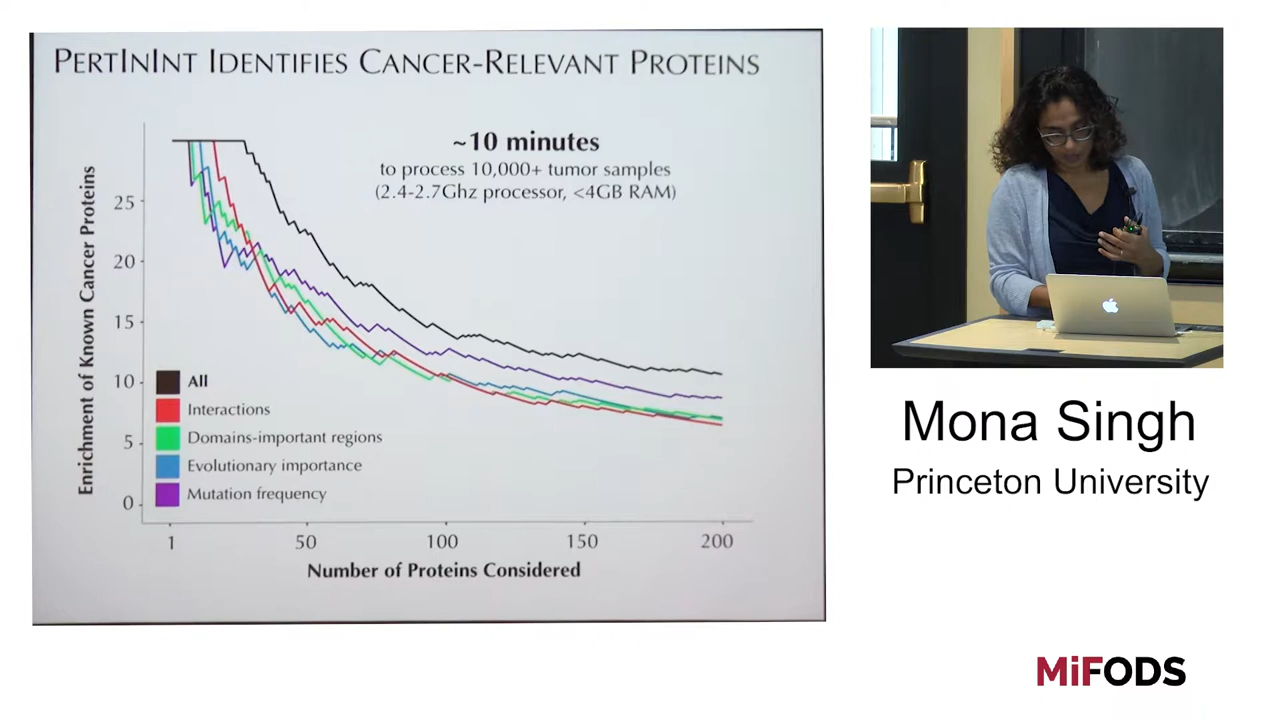 PERTININT IDENTIFIES CANCER-RELEVANT PROTEINS
~10 minutes
to process 10,000+ tumor samples
(2.4-2.7Ghz processor, <4GB RAM)
Enrichment of Known Cancer Proteins
25
20
15
10
5
0
All
Interactions
Domains-important regions
Evolutionary importance
Mutation frequency
1
50
100
150
200
Number of Proteins Considered
Mona Singh
Princeton University
MiFODS